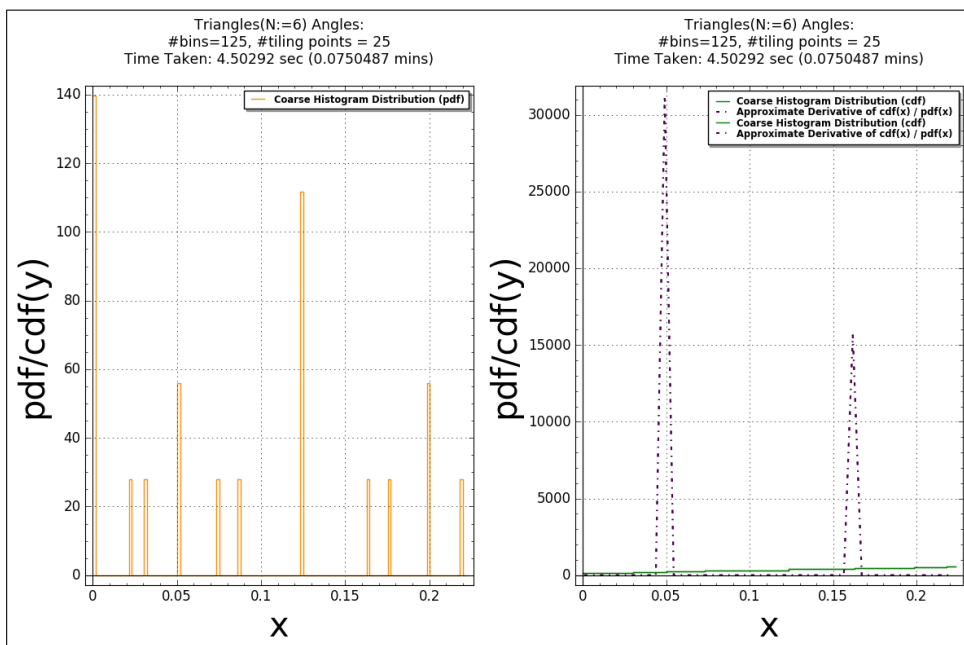 Triangles(N:=6) Angles:
#bins=125, #tiling points = 25
Time Taken: 4.50292 sec (0.0750487 mins)
Coarse Histogram Distribution (pdf)
140
120
100
80
60
40
20
0
pdf/cdf(y)
0
0.05
0.1
0.15
0.2
x
Triangles(N:=6) Angles:
#bins=125, #tiling points = 25
Time Taken: 4.50292 sec (0.0750487 mins)
Coarse Histogram Distribution (cdf)
Approximate Derivative of cdf(x) / pdf(x)
Coarse Histogram Distribution (cdf)
Approximate Derivative of cdf(x) / pdf(x)
30000
25000
20000
15000
10000
5000
0
pdf/cdf(y)
0
0.05
0.1
0.15
0.2
x